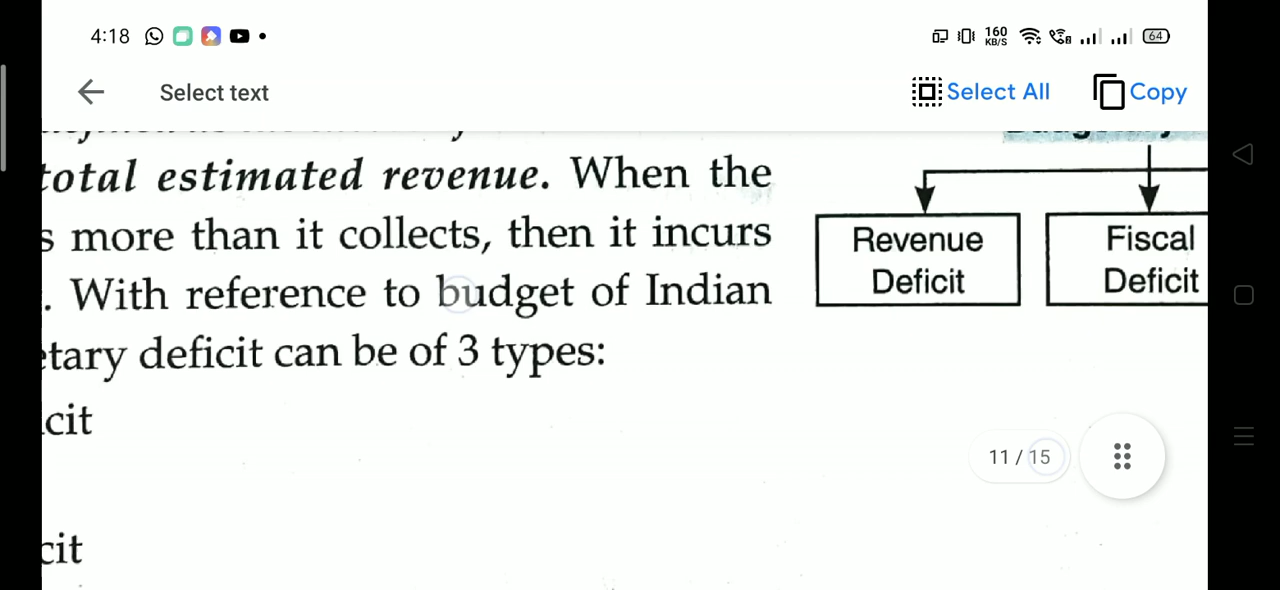 4:18
160
KB/S
64
Select text
Select All
Copy
total estimated revenue. When the
s more than it collects, then it incurs
. With reference to budget of Indian
etary deficit can be of 3 types:
cit
cit
Revenue
Deficit
Fiscal
Deficit
11 / 15